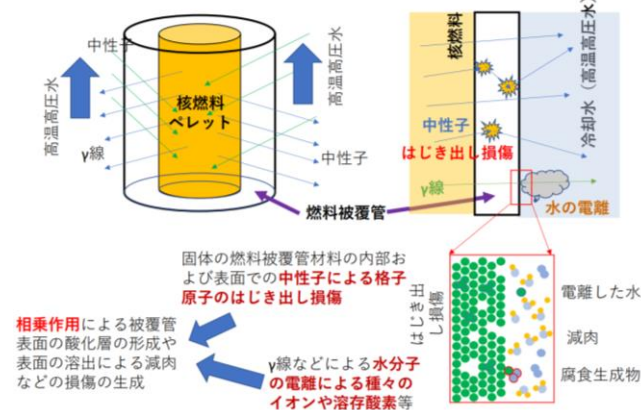 中性子
高温高圧水
核燃料
ペレット
高温高圧水
γ線
中性子
燃料被覆管
核燃料
冷却水（高温高圧水）
中性子
はじき出し損傷
γ線
水の電離
固体の燃料被覆管材料の内部お
よび表面での中性子による格子
原子のはじき出し損傷
相乗作用による被覆管
表面の酸化層の形成や
表面の溶出による減肉
などの損傷の生成
γ線などによる水分子
の電離による種々の
イオンや溶存酸素等
はじき出
し損傷
電離した水
減肉
腐食生成物